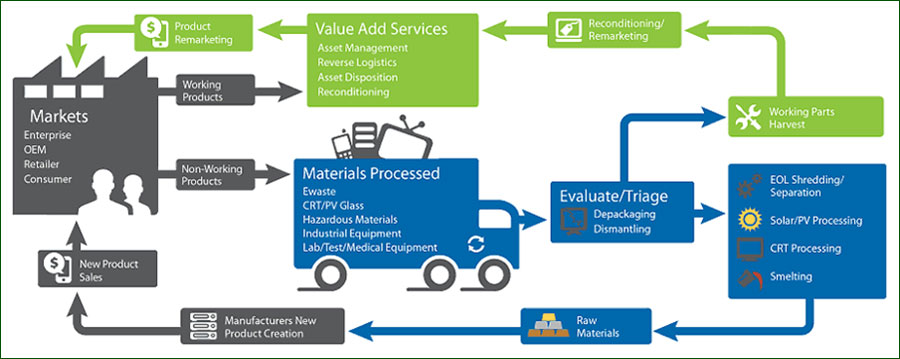 Product
Remarketing
Value Add Services
Asset Management
Reverse Logistics
Asset Disposition
Reconditioning
Reconditioning/
Remarketing
Markets
Enterprise
OEM
Retailer
Consumer
Working
Products
Non-Working
Products
Materials Processed
Ewaste
CRT/PV Glass
Hazardous Materials
Industrial Equipment
Lab/Test/Medical Equipment
Evaluate/Triage
Depackaging
Dismantling
Working Parts
Harvest
EOL Shredding/
Separation
Solar/PV Processing
CRT Processing
Smelting
New Product
Sales
Manufacturers New
Product Creation
Raw
Materials